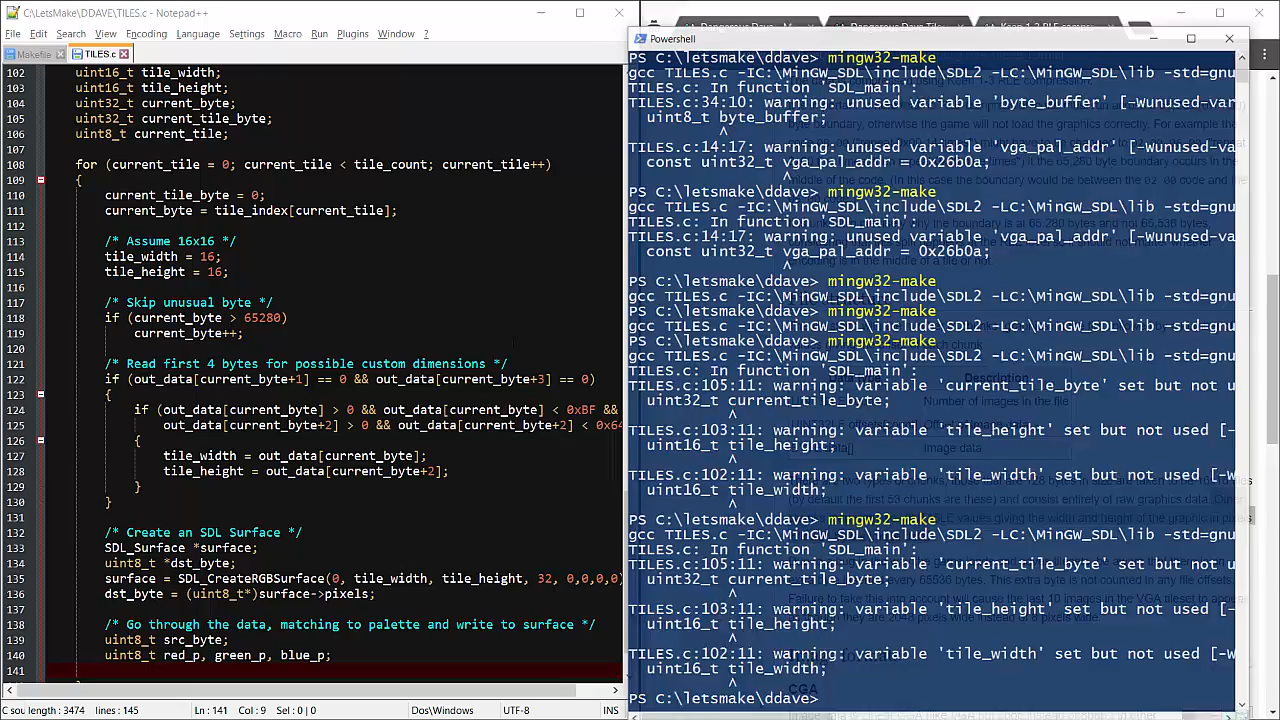 C:\LetsMake\DDAVE\TILES.c - Notepad++
File Edit Search View Encoding Language Settings Macro Run Plugins Window ?
Makefile TILES.c
102 uint16_t tile_width;
103 uint16_t tile_height;
104 uint32_t current_byte;
105 uint32_t current_tile_byte;
106 uint8_t current_tile;
107
108 for (current_tile = 0; current_tile < tile_count; current_tile++)
109 {
110 current_tile_byte = 0;
111 current_byte = tile_index[current_tile];
112
113 /* Assume 16x16 */
114 tile_width = 16;
115 tile_height = 16;
116
117 /* Skip unusual byte */
118 if (current_byte > 65280)
119 current_byte++;
120
121 /* Read first 4 bytes for possible custom dimensions */
122 if (out_data[current_byte+1] == 0 && out_data[current_byte+3] == 0)
123 {
124 if (out_data[current_byte] > 0 && out_data[current_byte] < 0xBF &&
125 out_data[current_byte+2] > 0 && out_data[current_byte+2] < 0x64
126 {
127 tile_width = out_data[current_byte];
128 tile_height = out_data[current_byte+2];
129 }
130 }
131
132 /* Create an SDL Surface */
133 SDL_Surface *surface;
134 uint8_t *dst_byte;
135 surface = SDL_CreateRGBSurface(0, tile_width, tile_height, 32, 0,0,0,0)
136 dst_byte = (uint8_t*)surface->pixels;
137
138 /* Go through the data, matching to palette and write to surface */
139 uint8_t src_byte;
140 uint8_t red_p, green_p, blue_p;
141
C source length: 3474 lines: 145 Ln: 141 Col: 9 Sel: 0 | 0 Dos\Windows UTF-8 INS
Powershell
PS C:\letsmake\ddave> mingw32-make
gcc TILES.c -IC:\MinGW_SDL\include\SDL2 -LC:\MinGW_SDL\lib -std=gnu
TILES.c: In function 'SDL_main':
TILES.c:34:10: warning: unused variable 'byte_buffer' [-Wunused-var
uint8_t byte_buffer;
^
TILES.c:14:17: warning: unused variable 'vga_pal_addr' [-Wunused-va
const uint32_t vga_pal_addr = 0x26b0a;
^
PS C:\letsmake\ddave> mingw32-make
gcc TILES.c -IC:\MinGW_SDL\include\SDL2 -LC:\MinGW_SDL\lib -std=gnu
TILES.c: In function 'SDL_main':
TILES.c:14:17: warning: unused variable 'vga_pal_addr' [-Wunused-va
const uint32_t vga_pal_addr = 0x26b0a;
^
PS C:\letsmake\ddave> mingw32-make
gcc TILES.c -IC:\MinGW_SDL\include\SDL2 -LC:\MinGW_SDL\lib -std=gnu
PS C:\letsmake\ddave> mingw32-make
gcc TILES.c -IC:\MinGW_SDL\include\SDL2 -LC:\MinGW_SDL\lib -std=gnu
PS C:\letsmake\ddave> mingw32-make
gcc TILES.c -IC:\MinGW_SDL\include\SDL2 -LC:\MinGW_SDL\lib -std=gnu
TILES.c: In function 'SDL_main':
TILES.c:105:11: warning: variable 'current_tile_byte' set but not u
uint32_t current_tile_byte;
^
TILES.c:103:11: warning: variable 'tile_height' set but not used [-
uint16_t tile_height;
^
TILES.c:102:11: warning: variable 'tile_width' set but not used [-W
uint16_t tile_width;
^
PS C:\letsmake\ddave> mingw32-make
gcc TILES.c -IC:\MinGW_SDL\include\SDL2 -LC:\MinGW_SDL\lib -std=gnu
TILES.c: In function 'SDL_main':
TILES.c:105:11: warning: variable 'current_tile_byte' set but not u
uint32_t current_tile_byte;
^
TILES.c:103:11: warning: variable 'tile_height' set but not used [-
uint16_t tile_height;
^
TILES.c:102:11: warning: variable 'tile_width' set but not used [-W
uint16_t tile_width;
^
PS C:\letsmake\ddave>